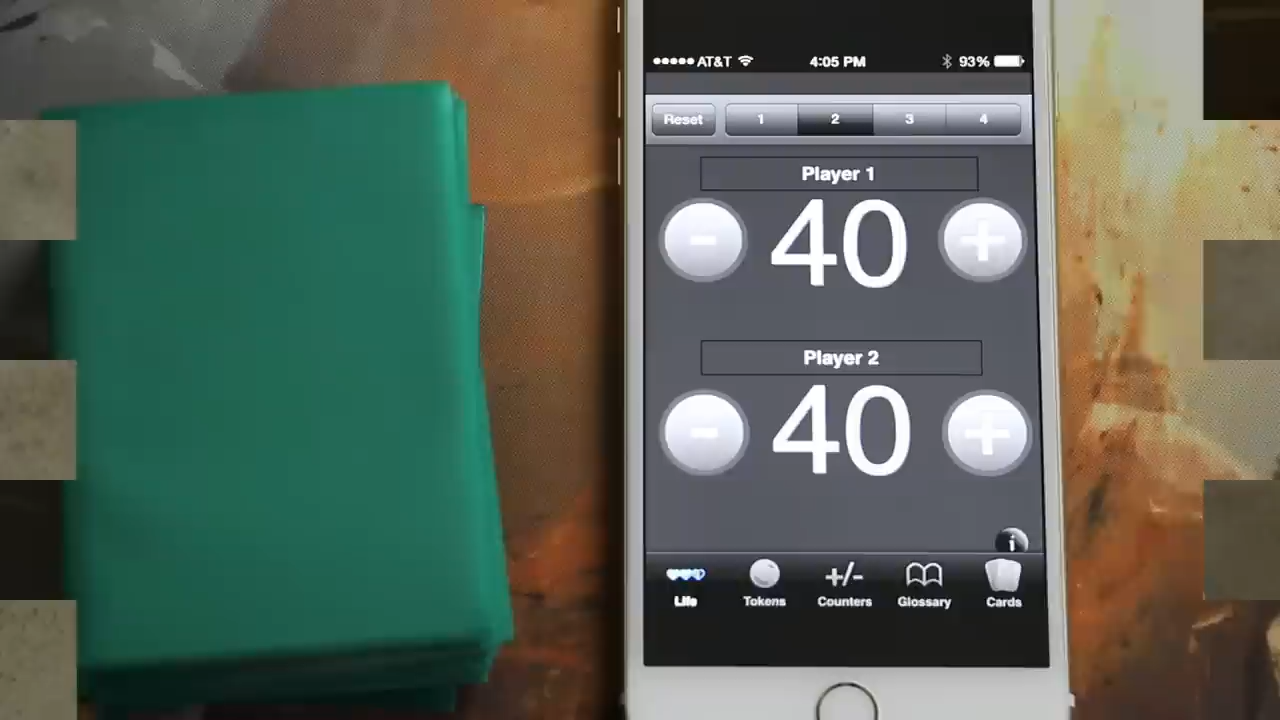 AT&T 4:05 PM 93%
Reset 1 2 3 4
Player 1
- 40 +
Player 2
- 40 +
i
+/-
Life Tokens Counters Glossary Cards